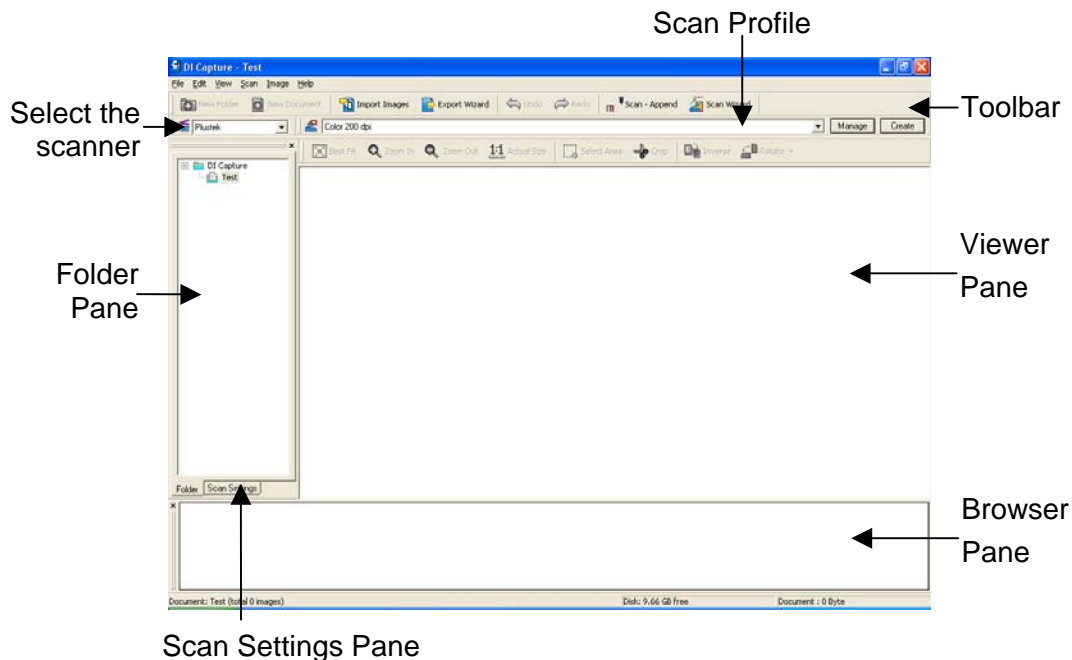 Scan Profile
DI Capture - Test
File Edit View Scan Image Help
New Folder New Document Import Images Export Wizard Undo Redo Scan - Append Scan Wizard
Toolbar
Select the
scanner
Plustek Color 200 dpi Manage Create
Best Fit Zoom In Zoom Out 1:1 Actual Size Select Area Crop Inverse Rotate
DI Capture
Test
Viewer
Pane
Folder
Pane
Folder Scan Settings
Browser
Pane
Document: Test (total 0 images) Disk: 9.66 GB free Document : 0 Byte
Scan Settings Pane